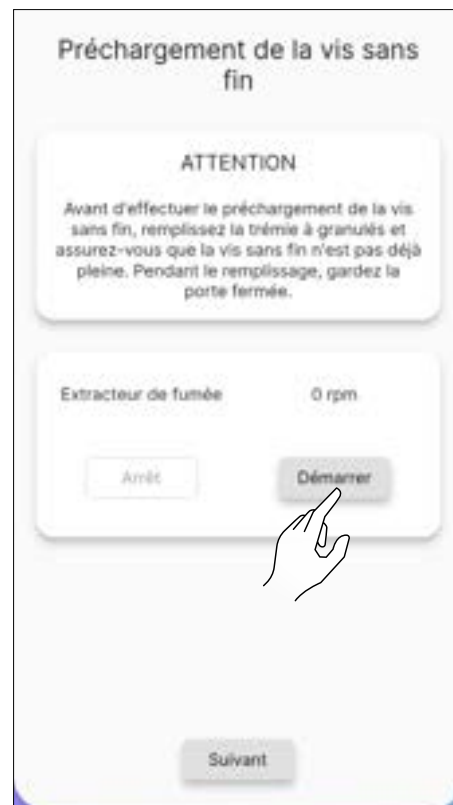 Préchargement de la vis sans
fin
ATTENTION
Avant d'effectuer le préchargement de la vis
sans fin, remplissez la trémie à granulés et
assurez-vous que la vis sans fin n'est pas déjà
pleine. Pendant le remplissage, gardez la
porte fermée.
Extracteur de fumée 0 rpm
Arrêt Démarrer
Suivant